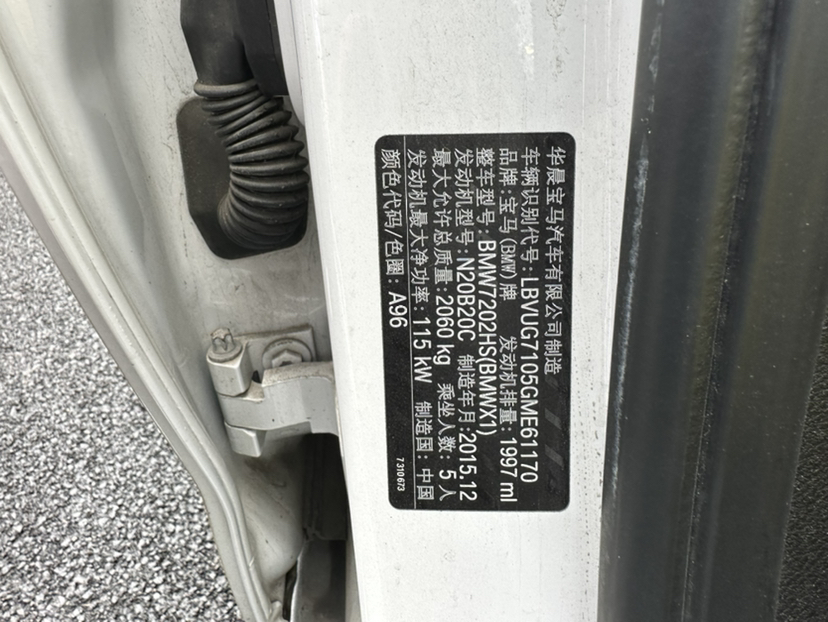 华晨宝马汽车有限公司制造
车辆识别代号:LBVUG7105GME61170
品牌:宝马(BMW)牌 发动机排量:1997 ml
整车型号:BMW7202HS(BMWX1)
发动机型号:N20B20C 制造年月:2015.12
最大允许总质量:2060 kg 乘坐人数:5人
发动机最大净功率:115 kW 制造国:中国
颜色代码/色圈:A96
7 310 673